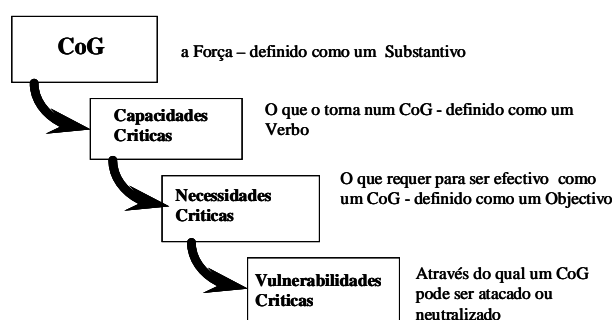 CoG
a Força – definido como um Substantivo
Capacidades
Criticas
O que o torna num CoG - definido como um
Verbo
Necessidades
Criticas
O que requer para ser efectivo como
um CoG - definido como um Objectivo
Vulnerabilidades
Criticas
Através do qual um CoG
pode ser atacado ou
neutralizado